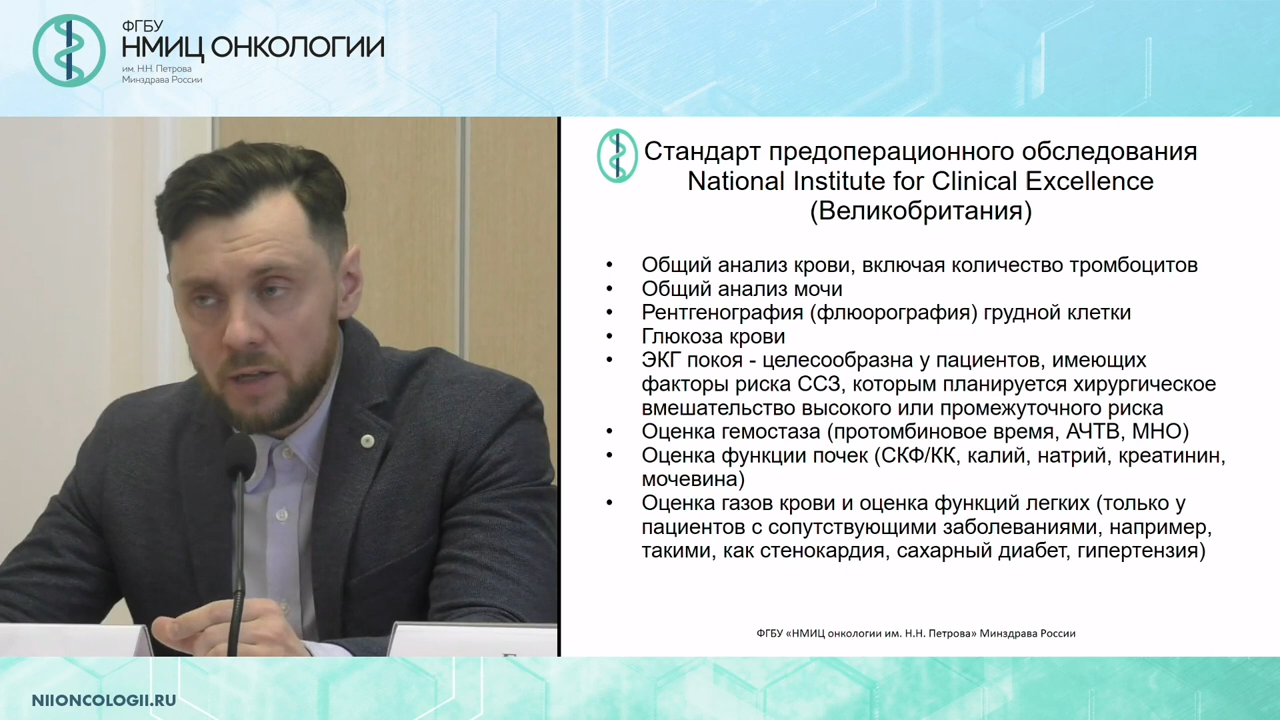 ФГБУ
НМИЦ ОНКОЛОГИИ
им. Н.Н. Петрова
Минздрава России
Стандарт предоперационного обследования
National Institute for Clinical Excellence
(Великобритания)
• Общий анализ крови, включая количество тромбоцитов
• Общий анализ мочи
• Рентгенография (флюорография) грудной клетки
• Глюкоза крови
• ЭКГ покоя - целесообразна у пациентов, имеющих
факторы риска ССЗ, которым планируется хирургическое
вмешательство высокого или промежуточного риска
• Оценка гемостаза (протомбиновое время, АЧТВ, МНО)
• Оценка функции почек (СКФ/КК, калий, натрий, креатинин,
мочевина)
• Оценка газов крови и оценка функций легких (только у
пациентов с сопутствующими заболеваниями, например,
такими, как стенокардия, сахарный диабет, гипертензия)
ФГБУ «НМИЦ онкологии им. Н.Н. Петрова» Минздрава России
NIIONCOLOGII.RU